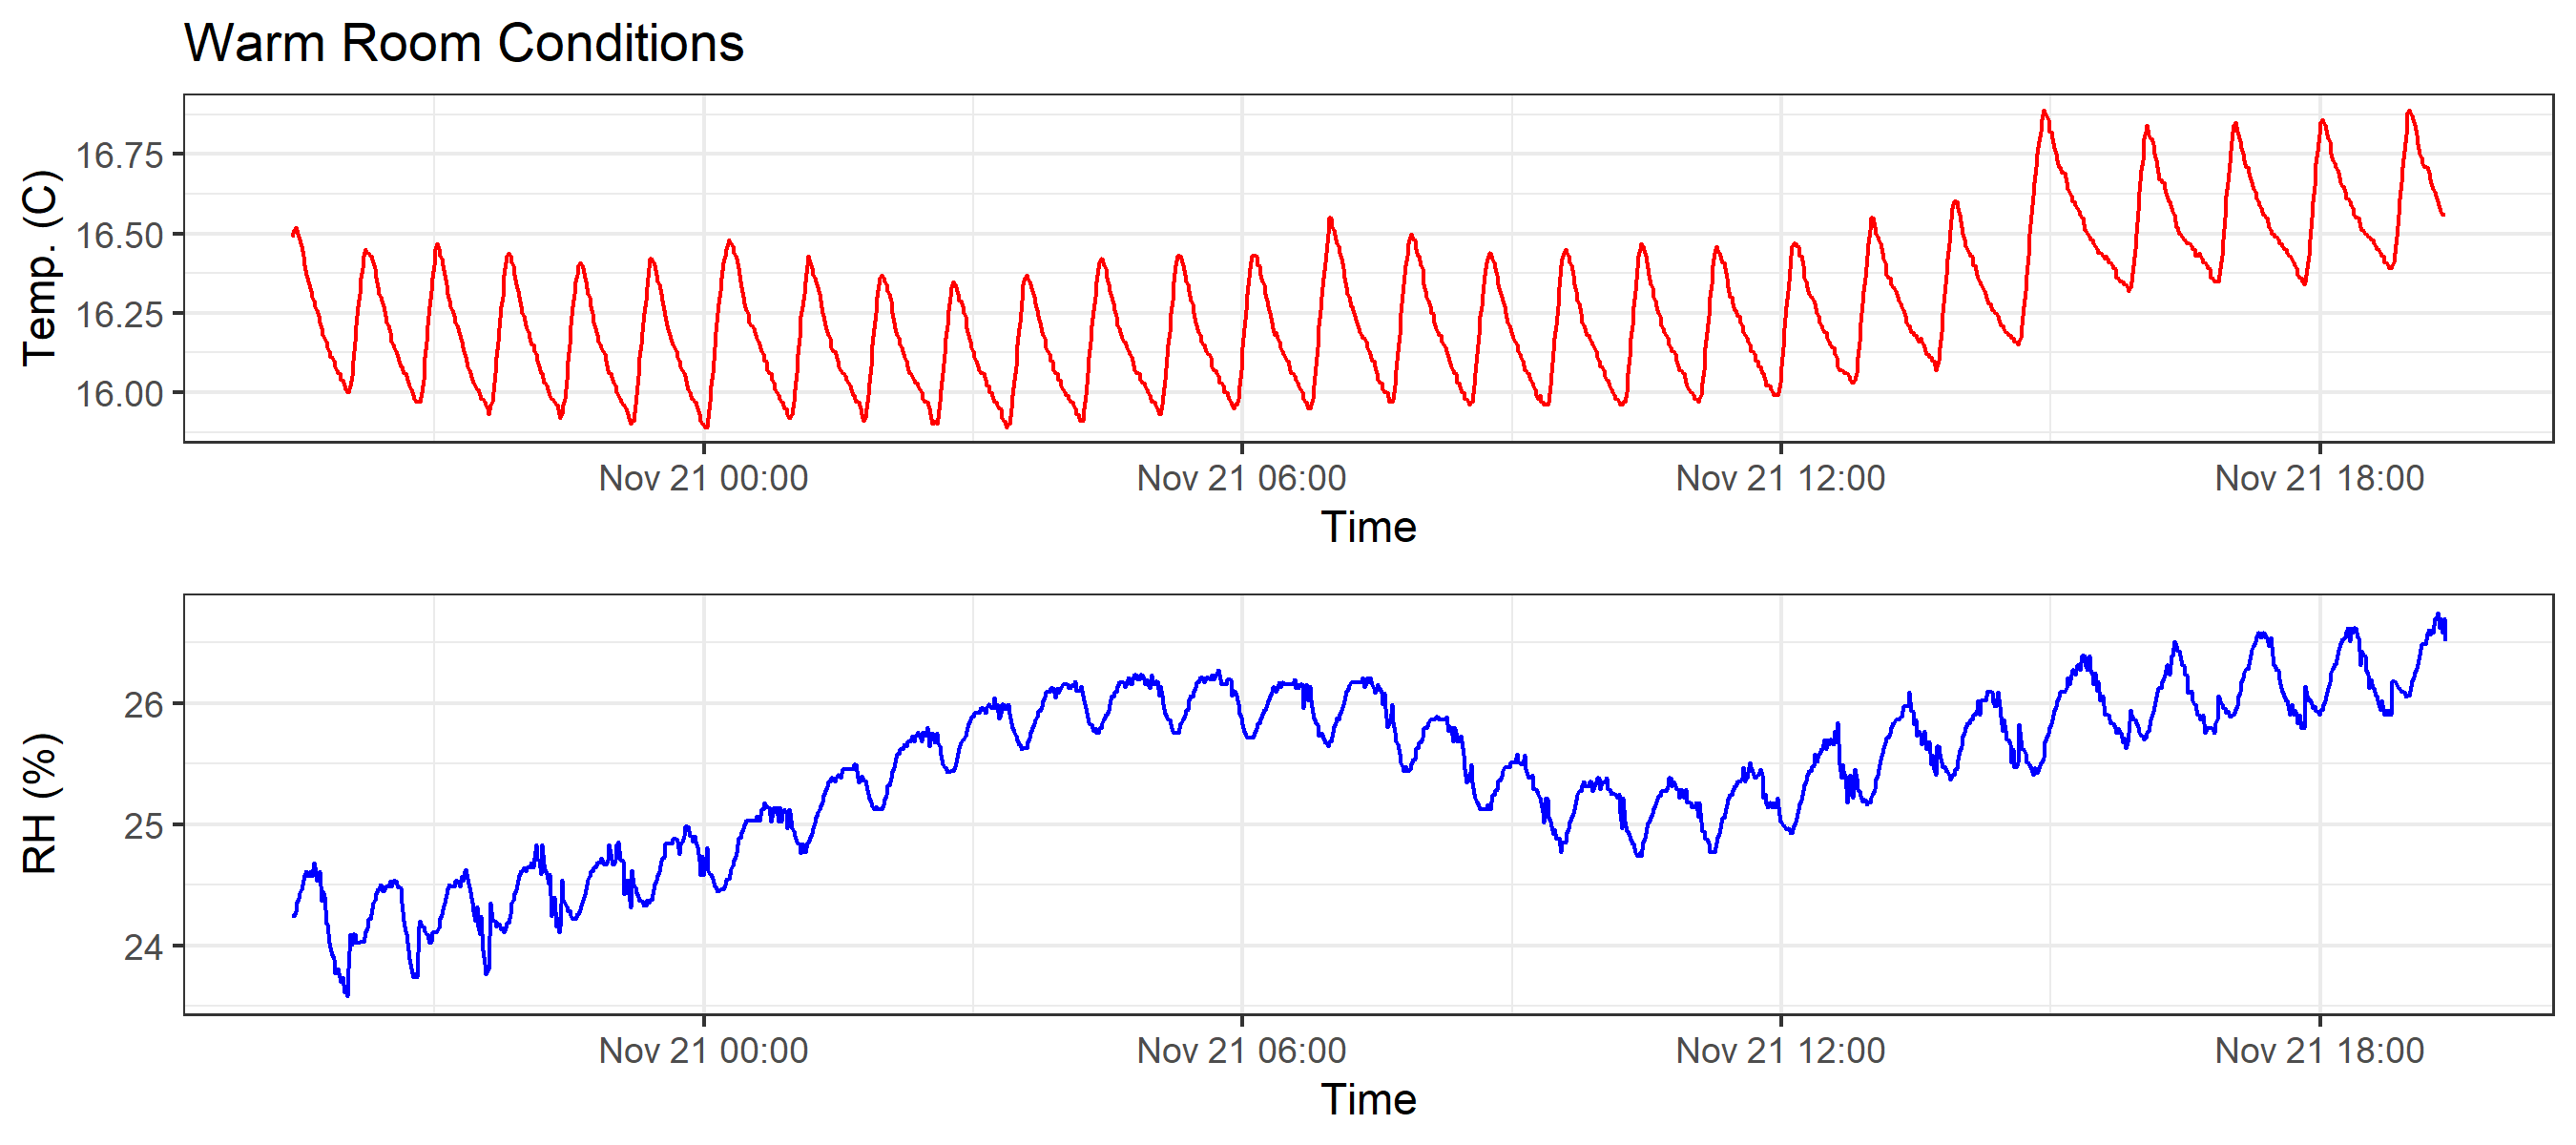 Warm Room Conditions
Temp. (C)
16.75
16.50
16.25
16.00
Nov 21 00:00 Nov 21 06:00 Nov 21 12:00 Nov 21 18:00
Time
RH (%)
26
25
24
Nov 21 00:00 Nov 21 06:00 Nov 21 12:00 Nov 21 18:00
Time